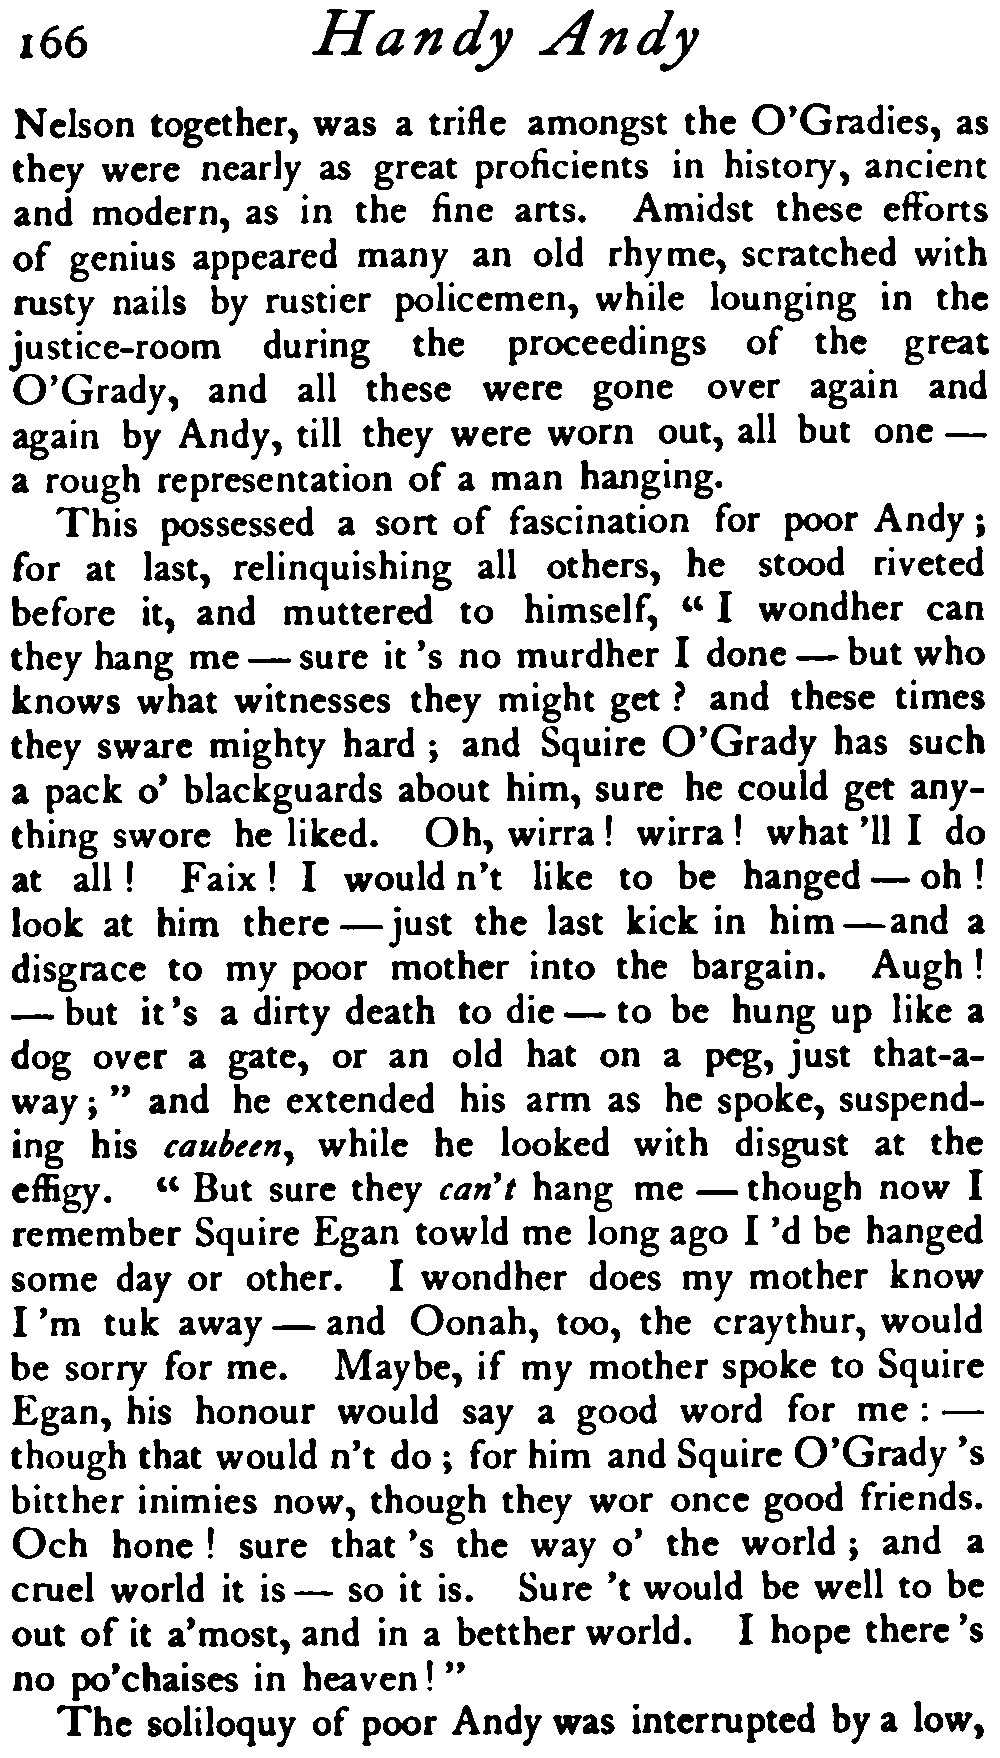 166 Handy Andy
Nelson together, was a trifle amongst the O'Gradies, as
they were nearly as great proficients in history, ancient
and modern, as in the fine arts. Amidst these efforts
of genius appeared many an old rhyme, scratched with
rusty nails by rustier policemen, while lounging in the
justice-room during the proceedings of the great
O'Grady, and all these were gone over again and
again by Andy, till they were worn out, all but one —
a rough representation of a man hanging.
This possessed a sort of fascination for poor Andy;
for at last, relinquishing all others, he stood riveted
before it, and muttered to himself, “ I wondher can
they hang me — sure it 's no murdher I done — but who
knows what witnesses they might get ? and these times
they sware mighty hard ; and Squire O'Grady has such
a pack o' blackguards about him, sure he could get any-
thing swore he liked. Oh, wirra ! wirra ! what 'll I do
at all ! Faix ! I would n't like to be hanged — oh !
look at him there — just the last kick in him — and a
disgrace to my poor mother into the bargain. Augh !
— but it 's a dirty death to die — to be hung up like a
dog over a gate, or an old hat on a peg, just that-a-
way ; ” and he extended his arm as he spoke, suspend-
ing his caubeen, while he looked with disgust at the
effigy. “ But sure they can't hang me — though now I
remember Squire Egan towld me long ago I 'd be hanged
some day or other. I wondher does my mother know
I 'm tuk away — and Oonah, too, the craythur, would
be sorry for me. Maybe, if my mother spoke to Squire
Egan, his honour would say a good word for me : —
though that would n't do ; for him and Squire O'Grady 's
bitther inimies now, though they wor once good friends.
Och hone ! sure that 's the way o' the world ; and a
cruel world it is — so it is. Sure 't would be well to be
out of it a'most, and in a betther world. I hope there 's
no po'chaises in heaven ! ”
The soliloquy of poor Andy was interrupted by a low,